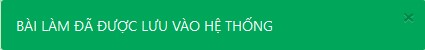 BÀI LÀM ĐÃ ĐƯỢC LƯU VÀO HỆ THỐNG